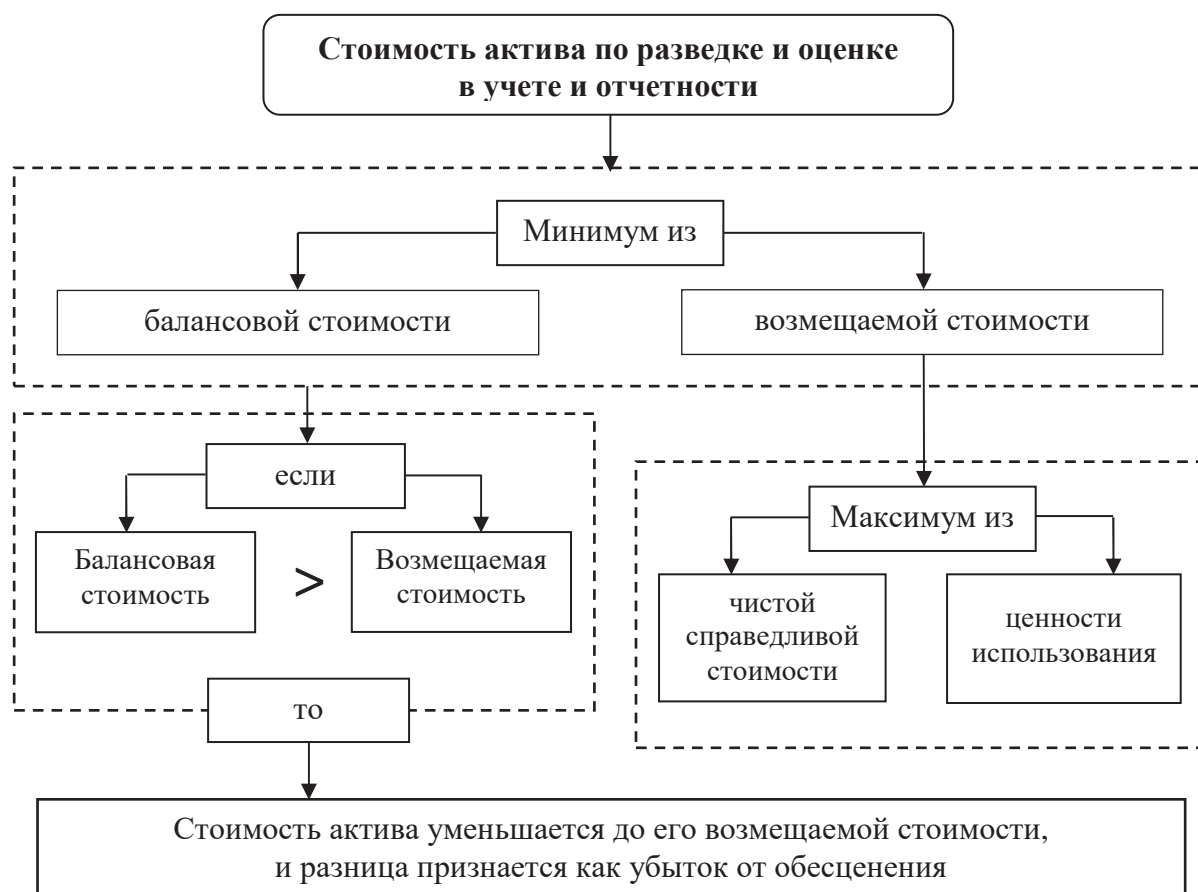 Стоимость актива по разведке и оценке
в учете и отчетности
Минимум из
балансовой стоимости
возмещаемой стоимости
если
Балансовая
стоимость
>
Возмещаемая
стоимость
то
Максимум из
чистой
справедливой
стоимости
ценности
использования
Стоимость актива уменьшается до его возмещаемой стоимости,
и разница признается как убыток от обесценения